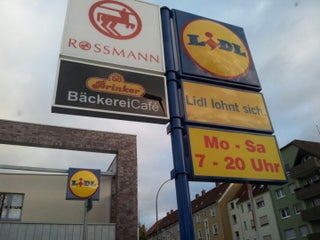 ROSSMANN
LiDL
Brinker
BäckereiCafé
Lidl lohnt sich
Mo - Sa
7 - 20 Uhr
LiDL